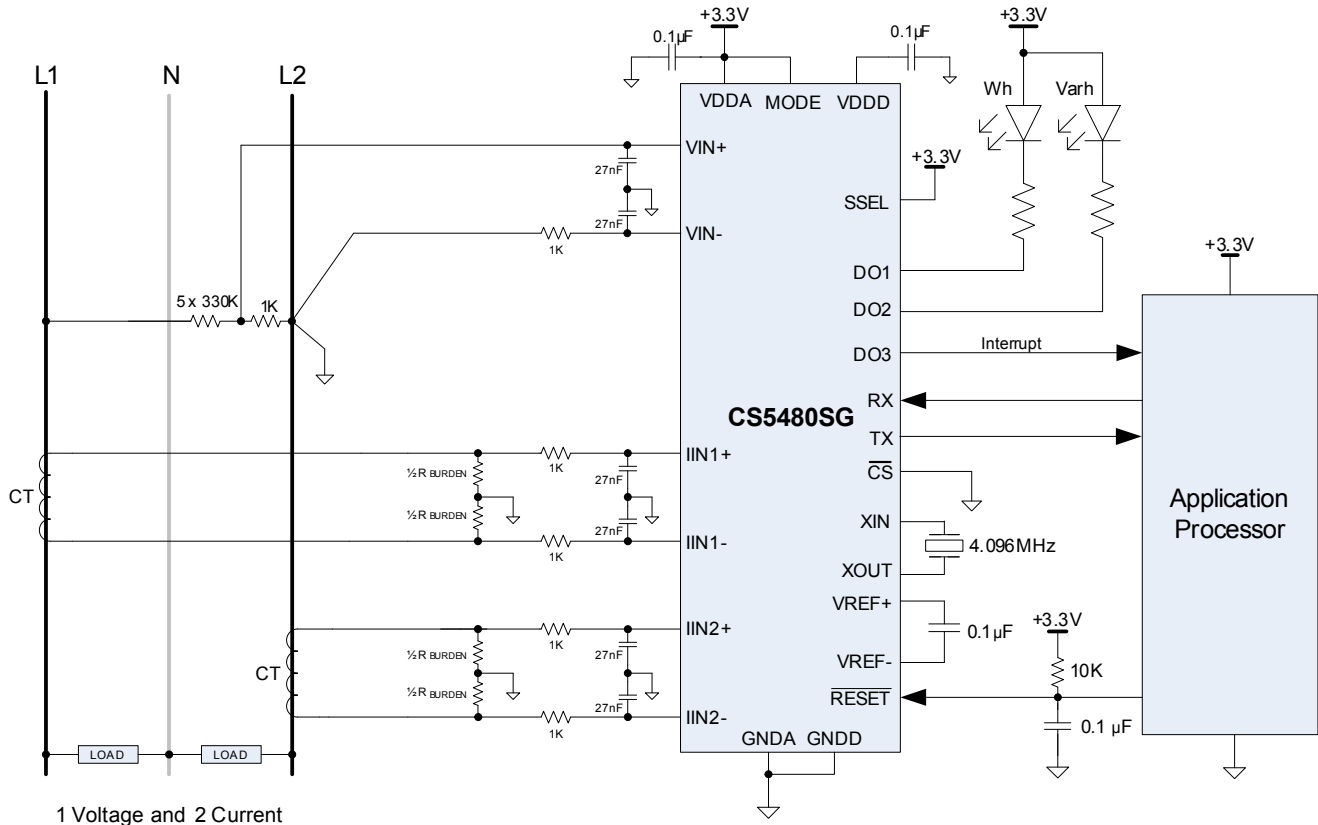 +3.3V
+3.3V
0.1µF
0.1µF
L1
N
L2
VDDA
MODE
VDDD
Wh
Varh
VIN+
27nF
27nF
VIN-
1K
+3.3V
SSEL
DO1
DO2
+3.3V
5 x 330K
1K
DO3
Interrupt
RX
CS5480SG
TX
CS
IIN1+
1K
27nF
CT
½R BURDEN
½R BURDEN
27nF
IIN1-
1K
XIN
4.096MHz
XOUT
Application
Processor
VREF+
0.1µF
VREF-
IIN2+
1K
27nF
CT
½R BURDEN
½R BURDEN
27nF
IIN2-
1K
+3.3V
10K
RESET
0.1 µF
GNDA
GNDD
LOAD
LOAD
1 Voltage and 2 Current